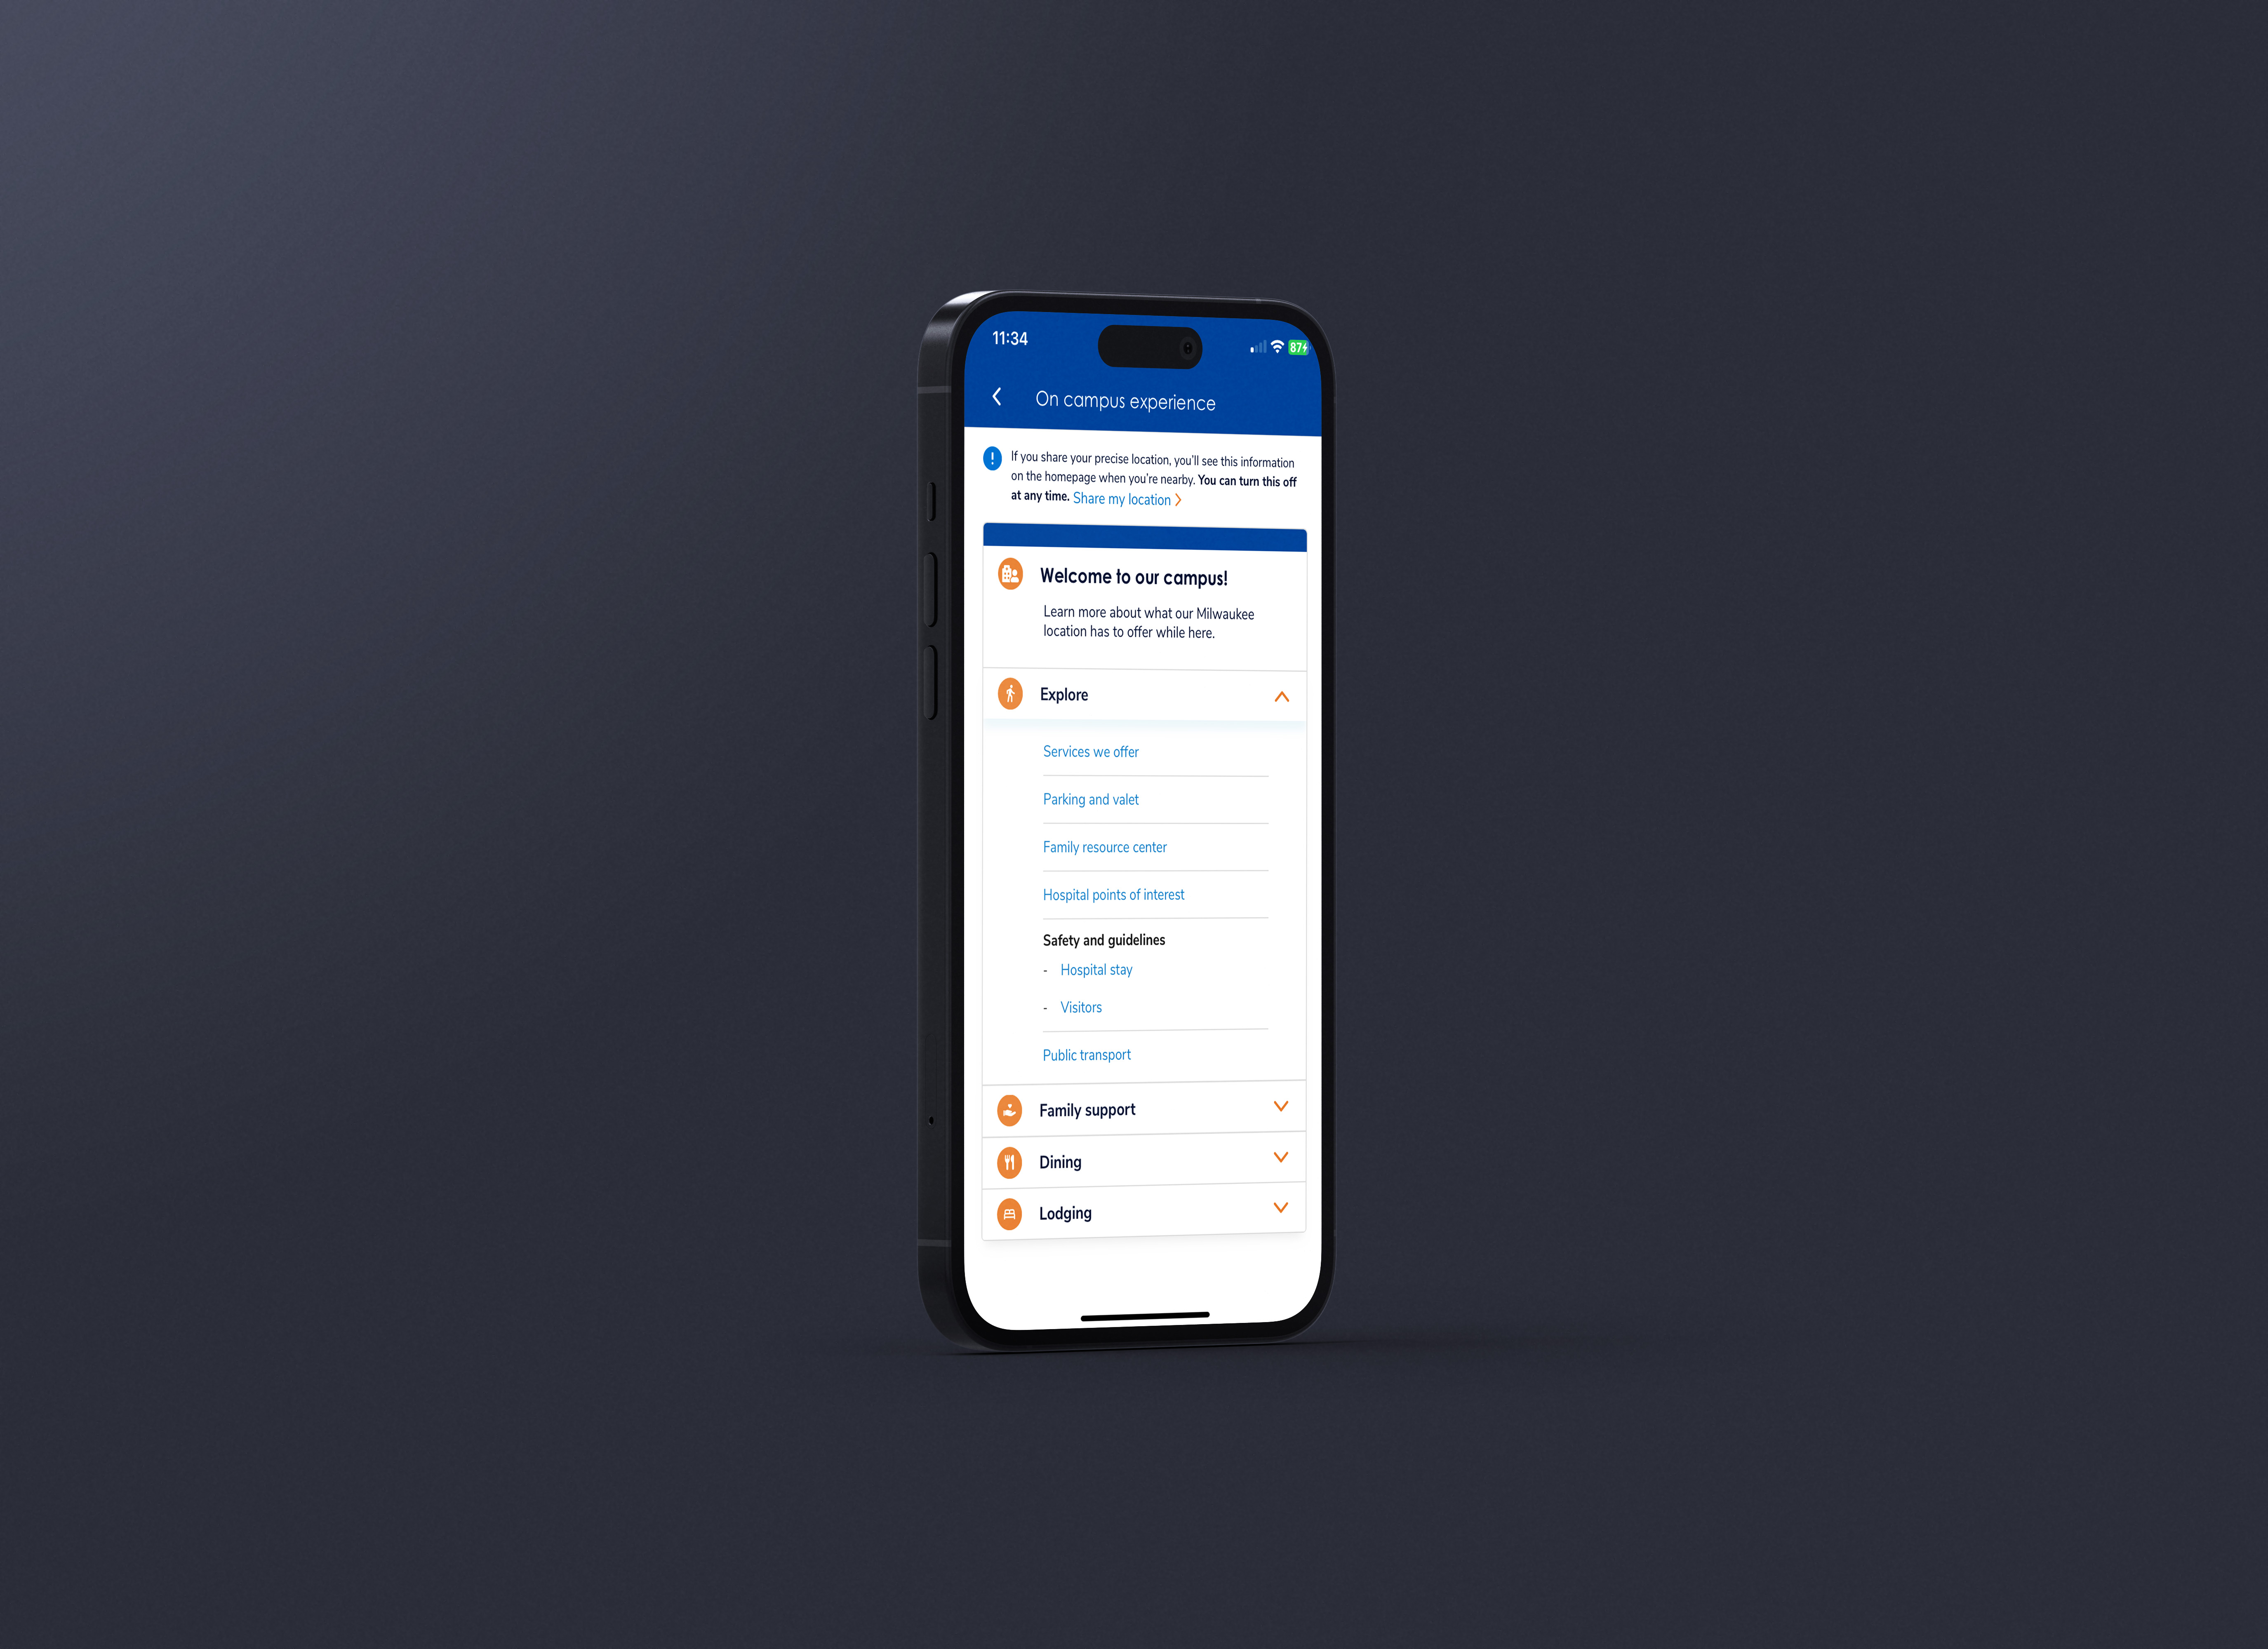 11:34
87
On campus experience
If you share your precise location, you'll see this information
on the homepage when you're nearby. You can turn this off
at any time. Share my location
Welcome to our campus!
Learn more about what our Milwaukee
location has to offer while here.
Explore
Services we offer
Parking and valet
Family resource center
Hospital points of interest
Safety and guidelines
- Hospital stay
- Visitors
Public transport
Family support
Dining
Lodging